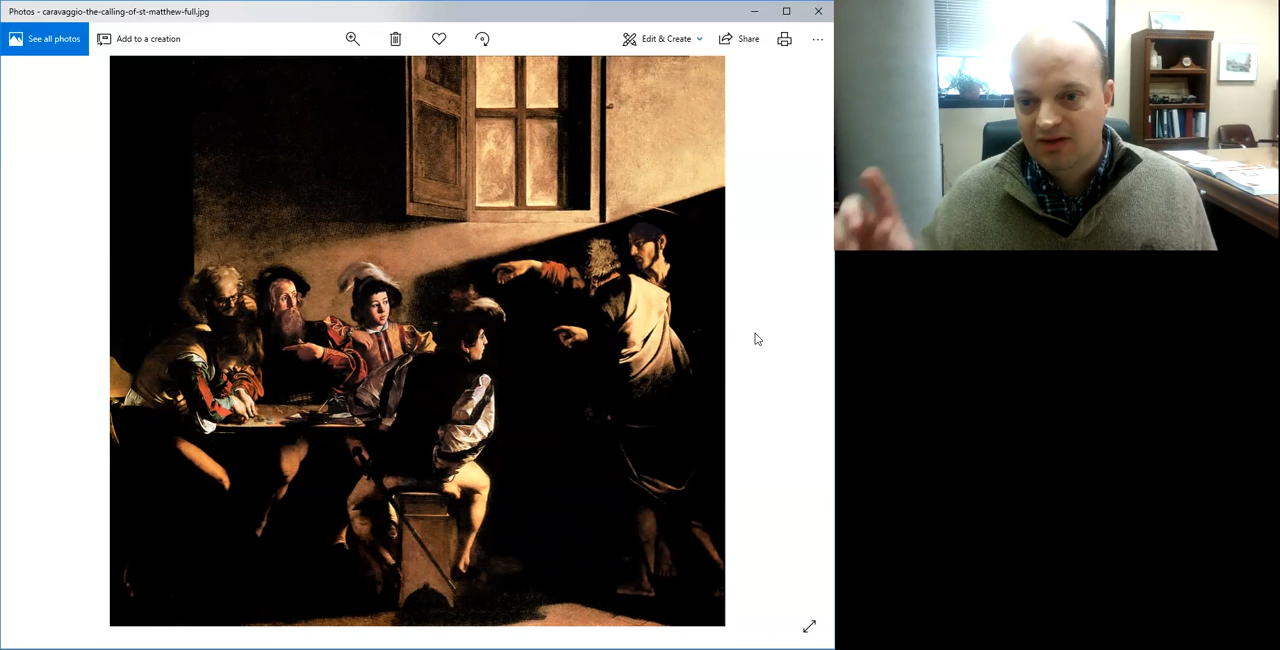 Photos - caravaggio-the-calling-of-st-matthew-full.jpg
See all photos
Add to a creation
Edit & Create
Share